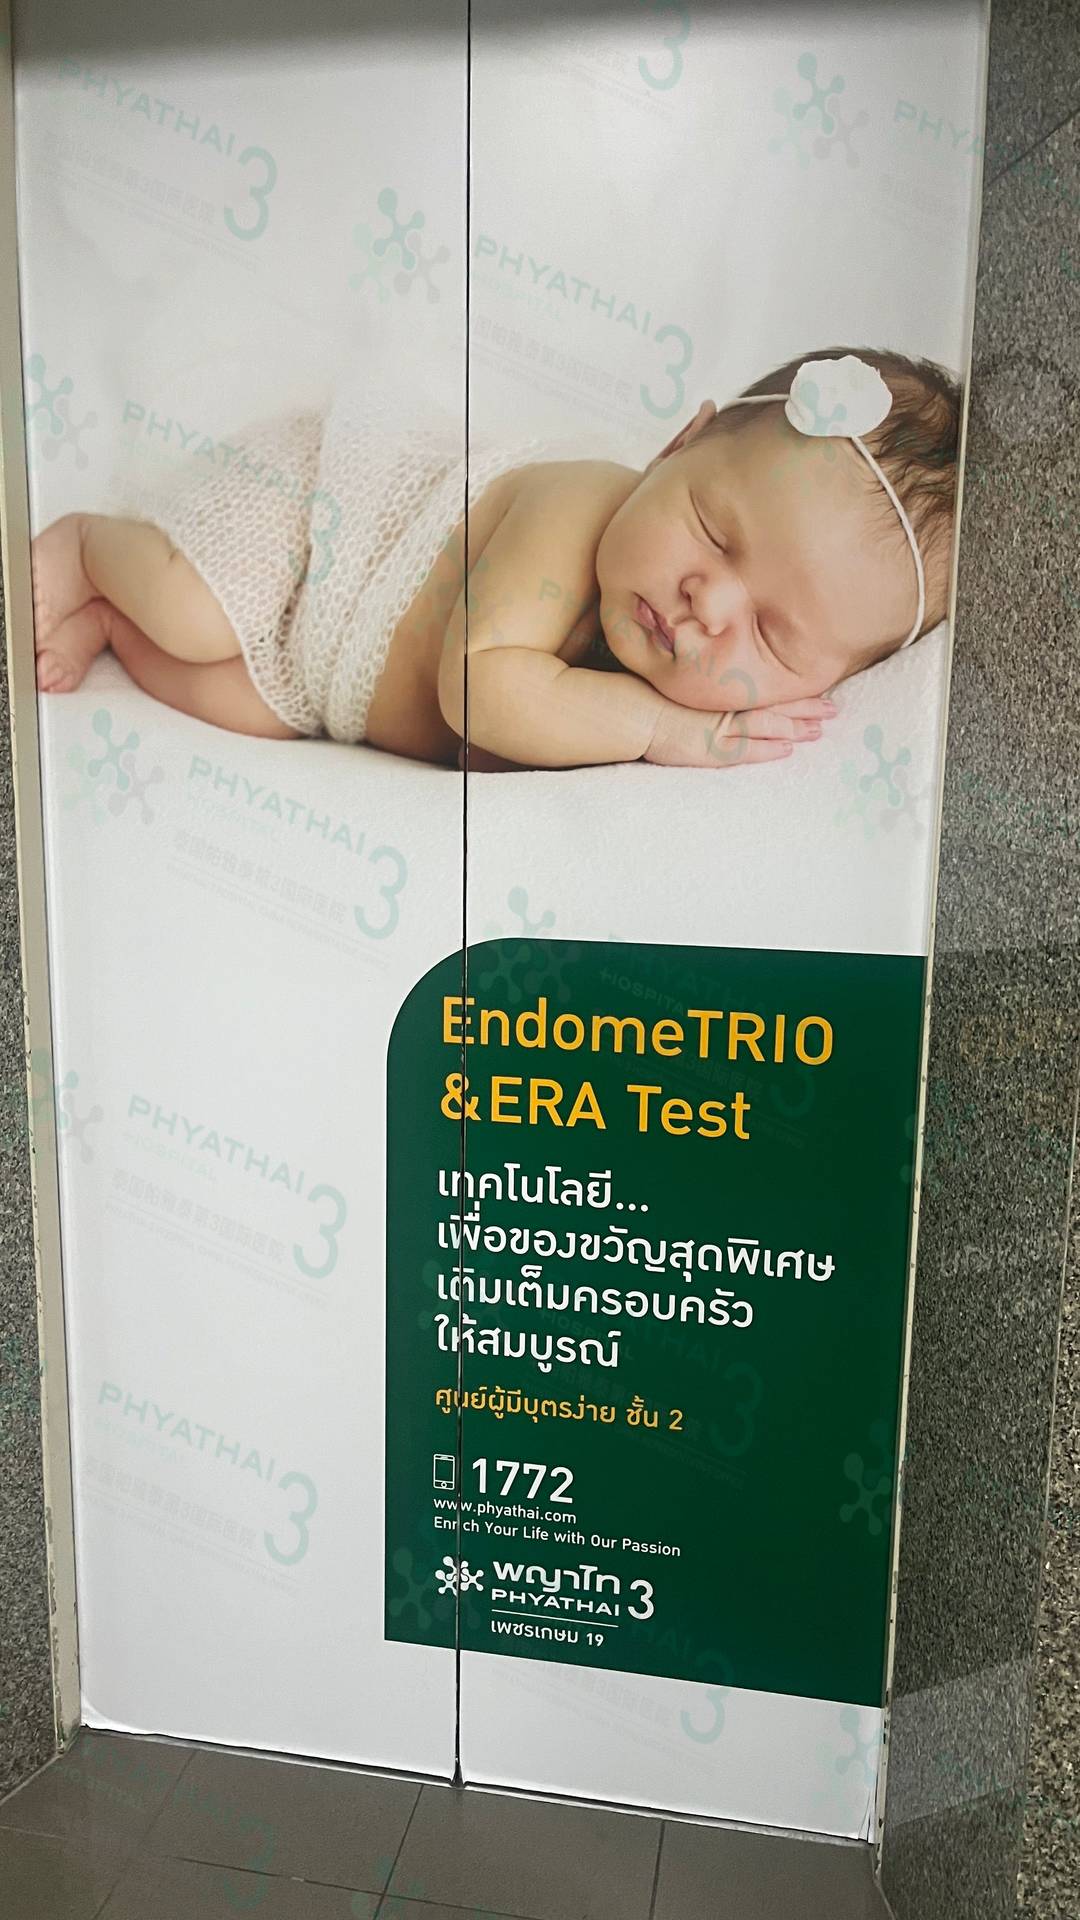 EndomeTRIO
&ERA Test
เทคโนโลยี...
เพื่อของขวัญสุดพิเศษ
เติมเต็มครอบครัว
ให้สมบูรณ์
ศูนย์ผู้มีบุตรง่าย ชั้น 2
1772
www.phyathai.com
Enrich Your Life with Our Passion
พญาไท 3
PHYATHAI
เพชรเกษม 19